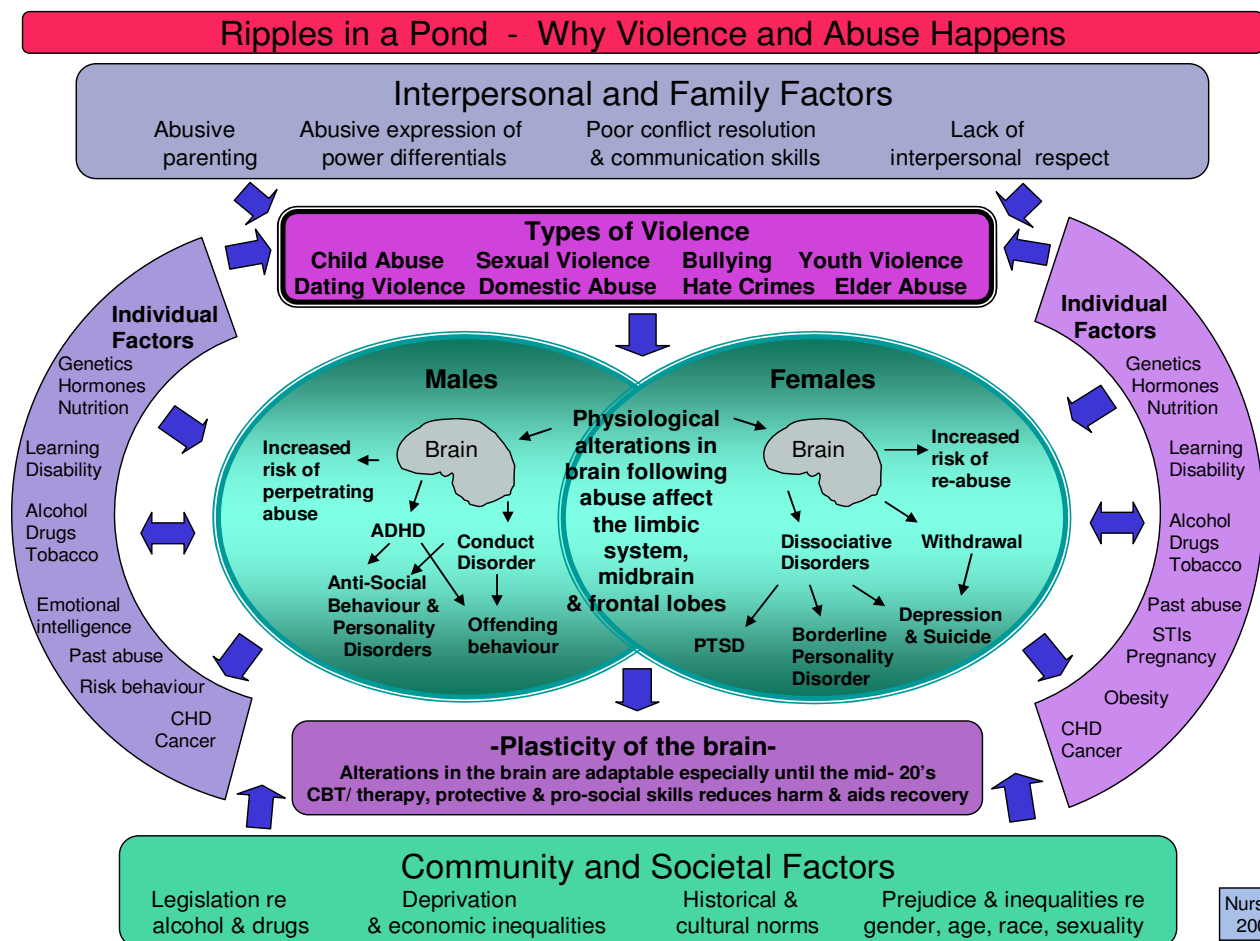 Ripples in a Pond - Why Violence and Abuse Happens
Interpersonal and Family Factors
Abusive parenting
Abusive expression of power differentials
Poor conflict resolution & communication skills
Lack of interpersonal respect
Types of Violence
Child Abuse Sexual Violence Bullying Youth Violence
Dating Violence Domestic Abuse Hate Crimes Elder Abuse
Individual
Factors
Genetics
Hormones
Nutrition
Learning
Disability
Alcohol
Drugs
Tobacco
Emotional
intelligence
Past abuse
Risk behaviour
CHD
Cancer
Males
Brain
Increased
risk of
perpetrating
abuse
ADHD
Conduct
Disorder
Anti-Social
Behaviour &
Personality
Disorders
Offending
behaviour
Physiological
alterations in
brain following
abuse affect
the limbic
system,
midbrain
& frontal lobes
Females
Brain
Increased
risk of
re-abuse
Dissociative
Disorders
Withdrawal
PTSD
Borderline
Personality
Disorder
Depression
& Suicide
Individual
Factors
Genetics
Hormones
Nutrition
Learning
Disability
Alcohol
Drugs
Tobacco
Past abuse
STIs
Pregnancy
Obesity
CHD
Cancer
-Plasticity of the brain-
Alterations in the brain are adaptable especially until the mid- 20's
CBT/ therapy, protective & pro-social skills reduces harm & aids recovery
Community and Societal Factors
Legislation re
alcohol & drugs
Deprivation
& economic inequalities
Historical &
cultural norms
Prejudice & inequalities re
gender, age, race, sexuality